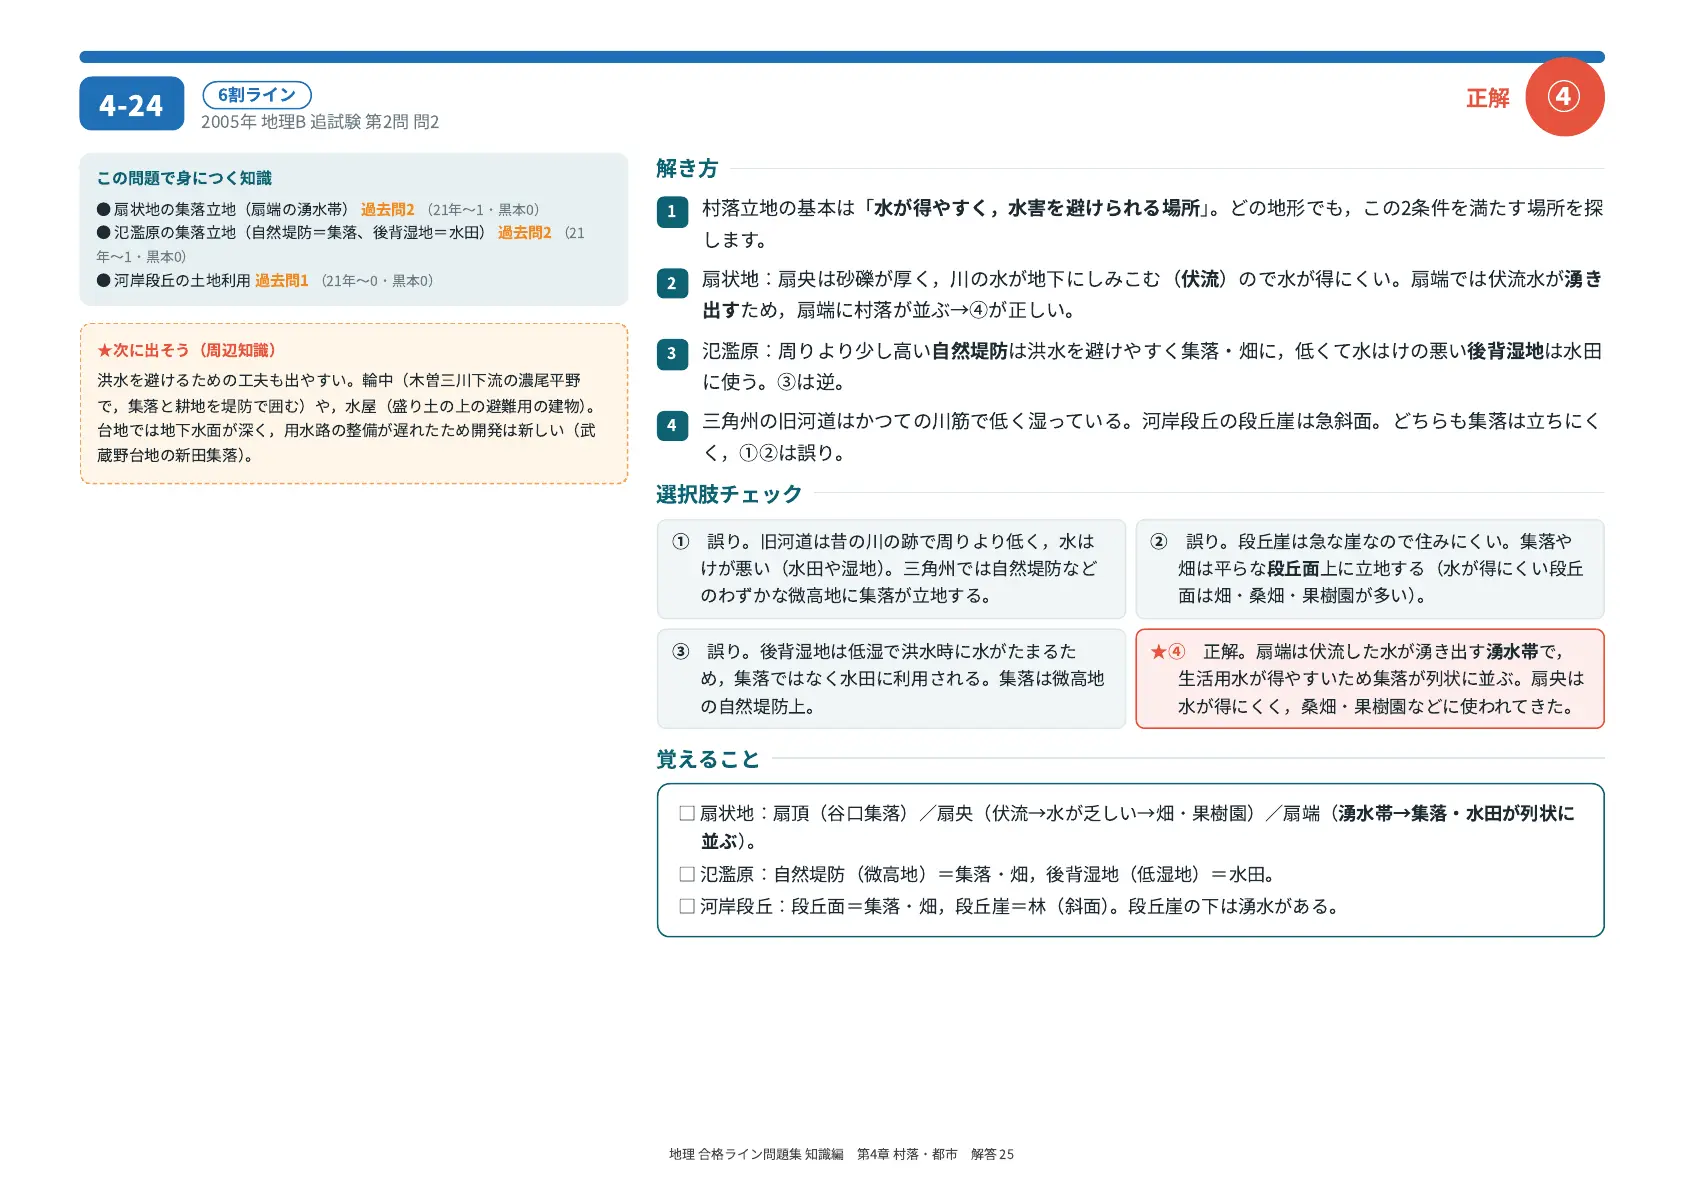 4-24
6割ライン
2005年 地理B 追試験 第2問 問2
正解 ④
この問題で身につく知識
●扇状地の集落立地（扇端の湧水帯） 過去問2 （21年〜1・黒本0）
●氾濫原の集落立地（自然堤防＝集落、後背湿地＝水田） 過去問2 （21
年〜1・黒本0）
●河岸段丘の土地利用 過去問1 （21年〜0・黒本0）
★次に出そう（周辺知識）
洪水を避けるための工夫も出やすい。輪中（木曽三川下流の濃尾平野
で，集落と耕地を堤防で囲む）や，水屋（盛り土の上の避難用の建物）。
台地では地下水面が深く，用水路の整備が遅れたため開発は新しい（武
蔵野台地の新田集落）。
解き方
1 村落立地の基本は「水が得やすく，水害を避けられる場所」。どの地形でも，この2条件を満たす場所を探
します。
2 扇状地：扇央は砂礫が厚く，川の水が地下にしみこむ（伏流）ので水が得にくい。扇端では伏流水が湧き
出すため，扇端に村落が並ぶ→④が正しい。
3 氾濫原：周りより少し高い自然堤防は洪水を避けやすく集落・畑に，低くて水はけの悪い後背湿地は水田
に使う。③は逆。
4 三角州の旧河道はかつての川筋で低く湿っている。河岸段丘の段丘崖は急斜面。どちらも集落は立ちにく
く，①②は誤り。
選択肢チェック
① 誤り。旧河道は昔の川の跡で周りより低く，水は
けが悪い（水田や湿地）。三角州では自然堤防など
のわずかな微高地に集落が立地する。
② 誤り。段丘崖は急な崖なので住みにくい。集落や
畑は平らな段丘面上に立地する（水が得にくい段丘
面は畑・桑畑・果樹園が多い）。
③ 誤り。後背湿地は低湿で洪水時に水がたまるた
め，集落ではなく水田に利用される。集落は微高地
の自然堤防上。
★④ 正解。扇端は伏流した水が湧き出す湧水帯で，
生活用水が得やすいため集落が列状に並ぶ。扇央は
水が得にくく，桑畑・果樹園などに使われてきた。
覚えること
□ 扇状地：扇頂（谷口集落）／扇央（伏流→水が乏しい→畑・果樹園）／扇端（湧水帯→集落・水田が列状に
並ぶ）。
□ 氾濫原：自然堤防（微高地）＝集落・畑，後背湿地（低湿地）＝水田。
□ 河岸段丘：段丘面＝集落・畑，段丘崖＝林（斜面）。段丘崖の下は湧水がある。
地理 合格ライン問題集 知識編 第4章 村落・都市 解答25